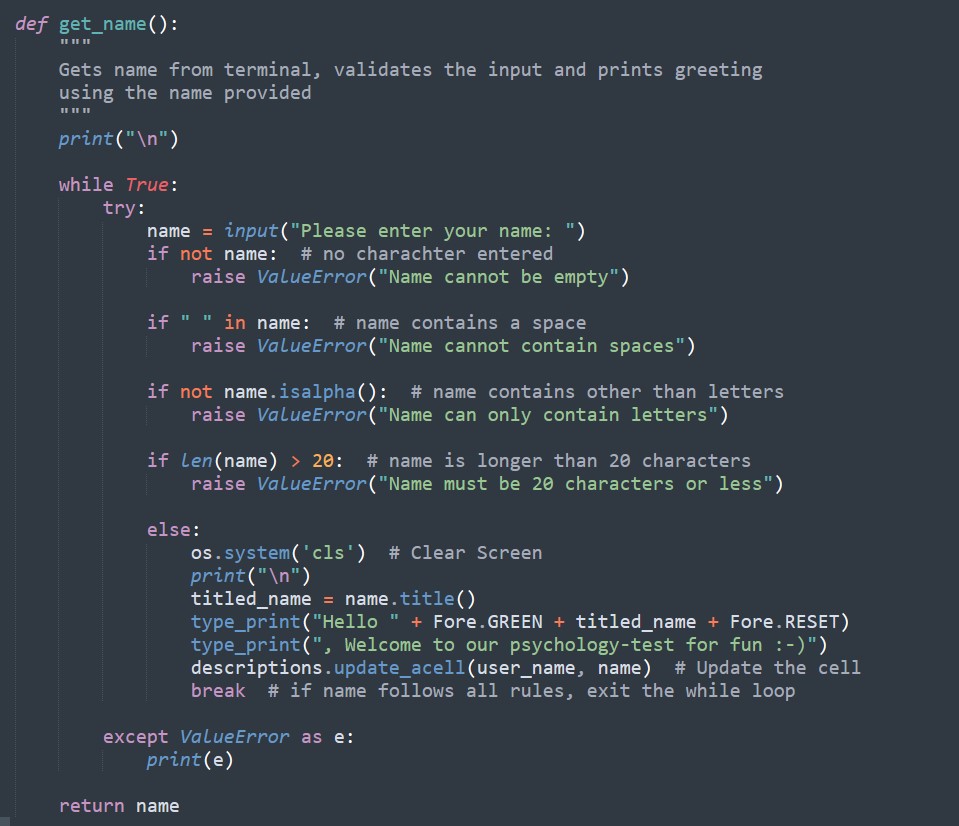 def get_name():
    """
    Gets name from terminal, validates the input and prints greeting
    using the name provided
    """
    print("\n")

    while True:
        try:
            name = input("Please enter your name: ")
            if not name:  # no charachter entered
                raise ValueError("Name cannot be empty")

            if " " in name:  # name contains a space
                raise ValueError("Name cannot contain spaces")

            if not name.isalpha():  # name contains other than letters
                raise ValueError("Name can only contain letters")

            if len(name) > 20:  # name is longer than 20 characters
                raise ValueError("Name must be 20 characters or less")

            else:
                os.system('cls')  # Clear Screen
                print("\n")
                titled_name = name.title()
                type_print("Hello " + Fore.GREEN + titled_name + Fore.RESET)
                type_print(", Welcome to our psychology-test for fun :-)")
                descriptions.update_acell(user_name, name)  # Update the cell
                break  # if name follows all rules, exit the while loop

        except ValueError as e:
            print(e)

    return name